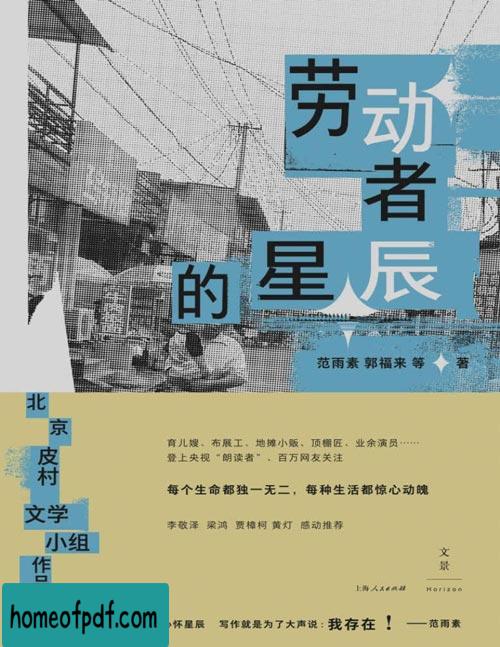 劳动者
的星辰
范雨素 郭福来 等 著
北京皮村
文学
小组
作品
育儿嫂、布展工、地摊小贩、顶棚匠、业余演员……
登上央视“朗读者”、百万网友关注
每个生命都独一无二，每种生活都惊心动魄
李敬泽 梁鸿 贾樟柯 黄灯 感动推荐
文景
上海人民出版社 Horizon
心怀星辰 写作就是为了大声说：我存在！ ——范雨素
homeofpdf.com